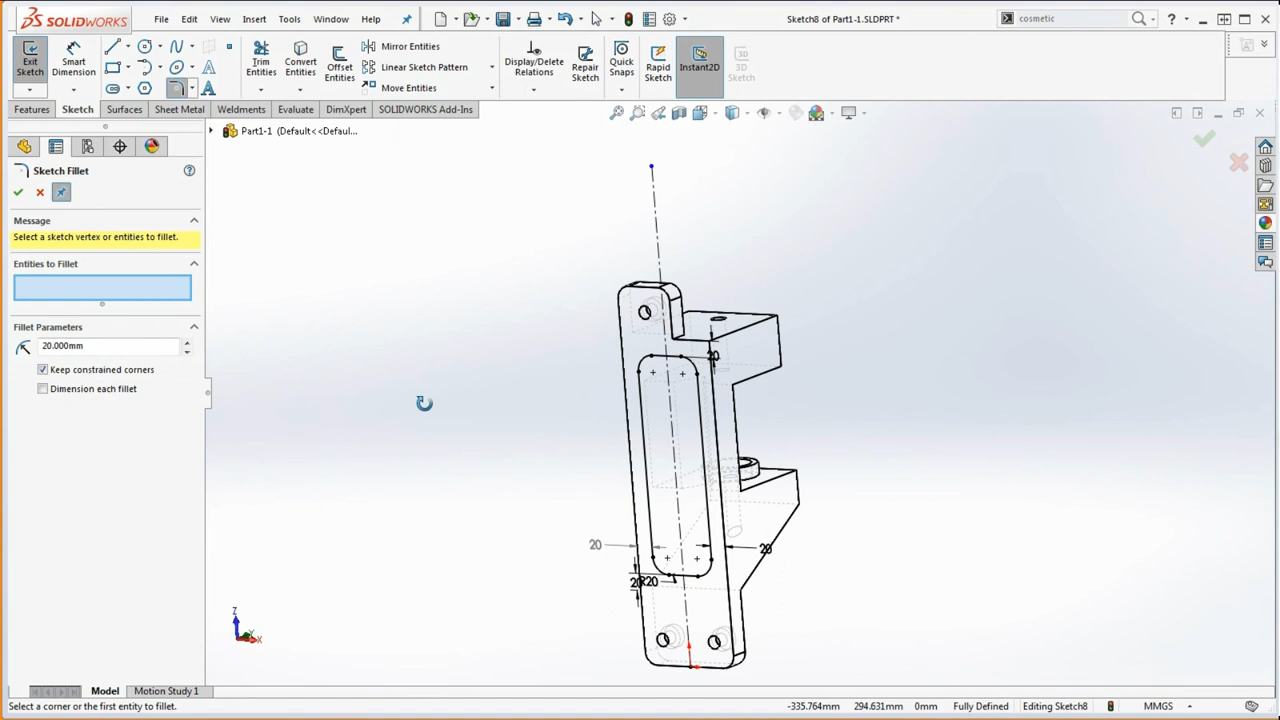 SOLIDWORKS
File Edit View Insert Tools Window Help
Sketch8 of Part1-1.SLDPRT *
cosmetic
Exit Sketch
Smart Dimension
Trim Entities
Convert Entities
Offset Entities
Mirror Entities
Linear Sketch Pattern
Move Entities
Display/Delete Relations
Repair Sketch
Quick Snaps
Rapid Sketch
Instant2D
3D Sketch
Features Sketch Surfaces Sheet Metal Weldments Evaluate DimXpert SOLIDWORKS Add-Ins
Part1-1 (Default<<Defaul...
Sketch Fillet
Message
Select a sketch vertex or entities to fillet.
Entities to Fillet
Fillet Parameters
20.000mm
Keep constrained corners
Dimension each fillet
20
20
20
20
R20
Z
X
Model Motion Study 1
Select a corner or the first entity to fillet.
-335.764mm 294.631mm 0mm Fully Defined Editing Sketch8 MMGS